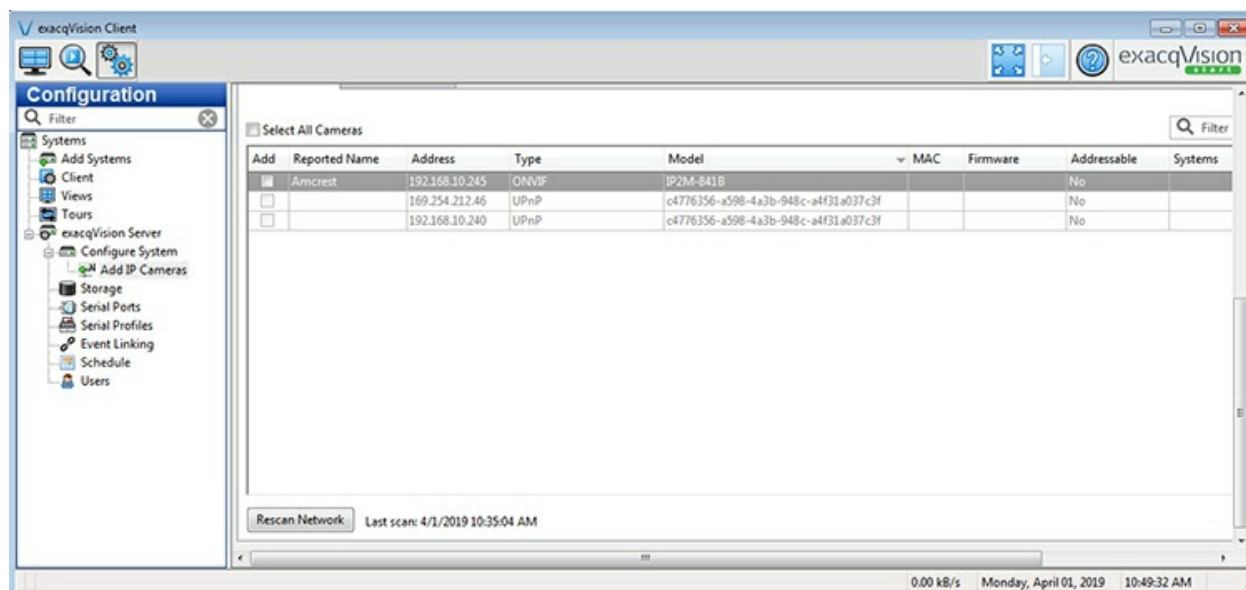 exacqVision Client
exacqVision
start
Configuration
Filter
Systems
Add Systems
Client
Views
Tours
exacqVision Server
Configure System
Add IP Cameras
Storage
Serial Ports
Serial Profiles
Event Linking
Schedule
Users
Select All Cameras
Filter
Add Reported Name Address Type Model MAC Firmware Addressable Systems
Amcrest 192.168.10.245 ONVIF IP2M-841B No
169.254.212.46 UPnP c4776356-a598-4a3b-948c-a4f31a037c3f No
192.168.10.240 UPnP c4776356-a598-4a3b-948c-a4f31a037c3f No
Rescan Network Last scan: 4/1/2019 10:35:04 AM
0.00 kB/s Monday, April 01, 2019 10:49:32 AM